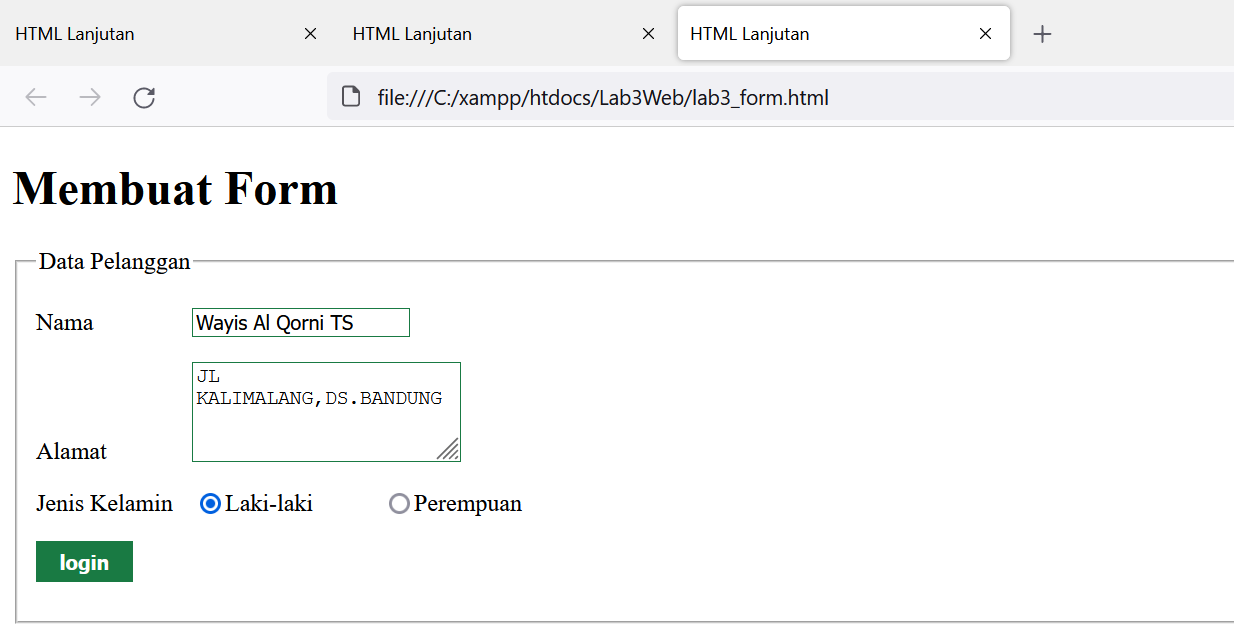 HTML Lanjutan HTML Lanjutan HTML Lanjutan
file:///C:/xampp/htdocs/Lab3Web/lab3_form.html
Membuat Form
Data Pelanggan
Nama Wayis Al Qorni TS
JL
KALIMALANG,DS.BANDUNG
Alamat
Jenis Kelamin Laki-laki Perempuan
login